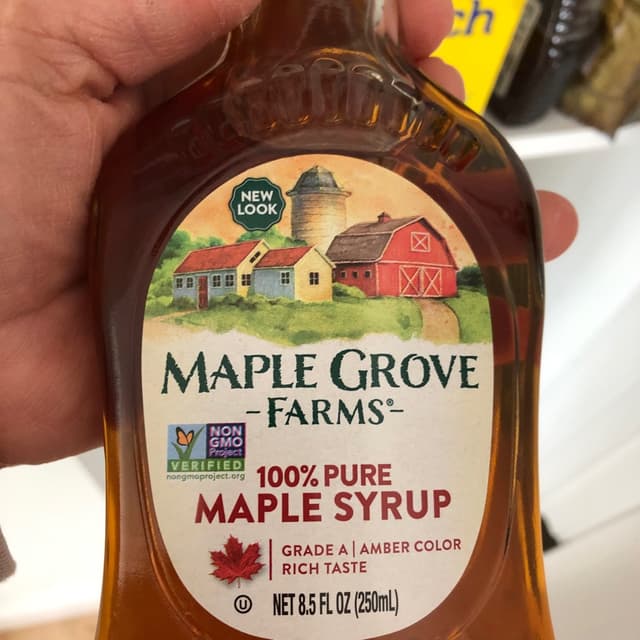 ch
NEW
LOOK
MAPLE GROVE
-FARMS®-
NON
GMO
Project
VERIFIED
nongmoproject.org
100% PURE
MAPLE SYRUP
GRADE A | AMBER COLOR
RICH TASTE
U NET 8.5 FL OZ (250mL)